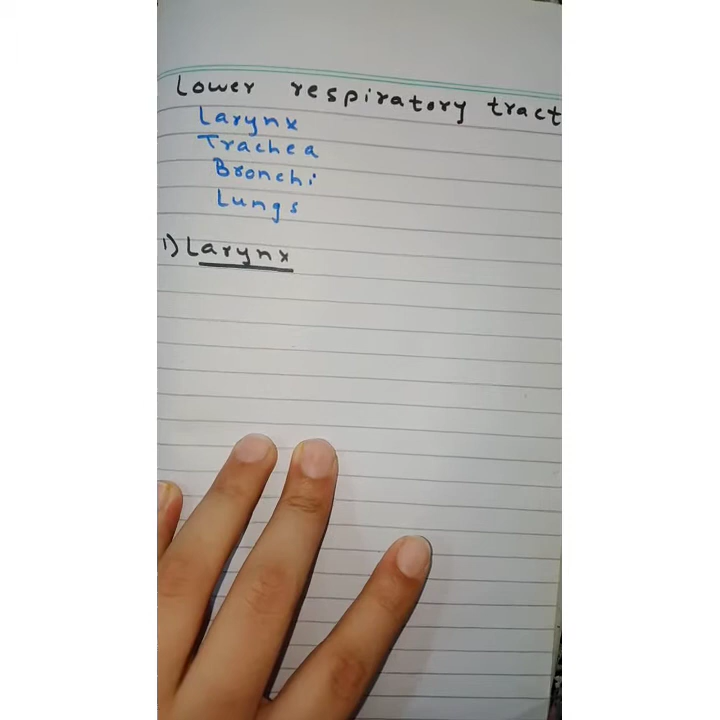 Lower respiratory tract
Larynx
Trachea
Bronchi
Lungs
1) Larynx